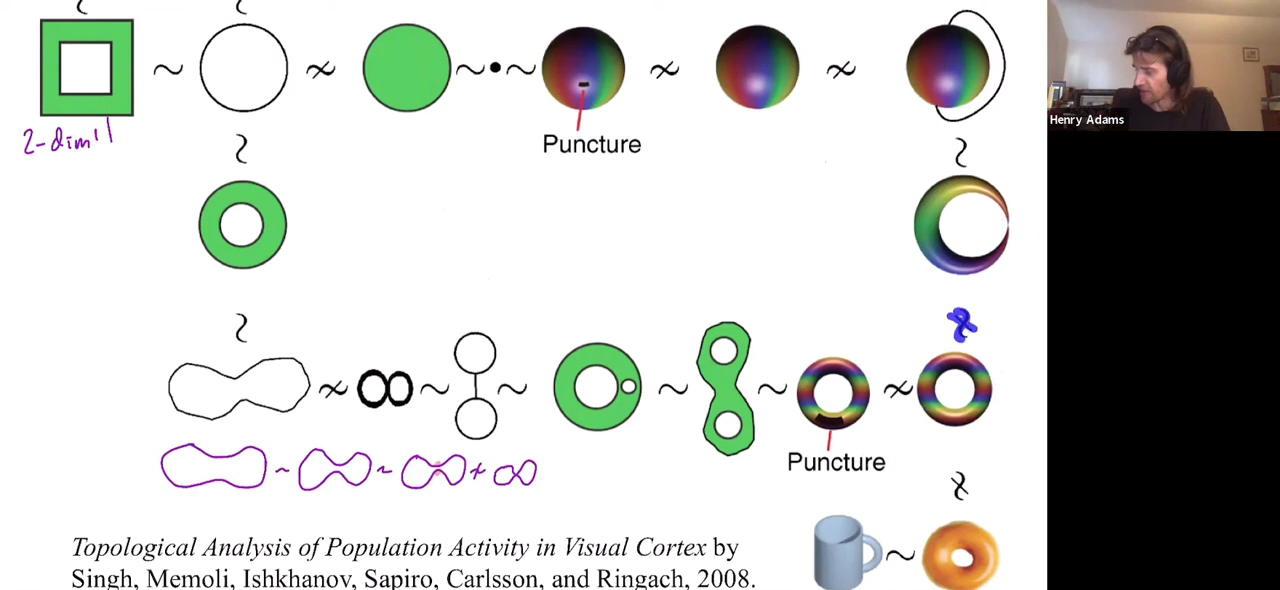 Henry Adams
2-dim'l
Puncture
Puncture
Topological Analysis of Population Activity in Visual Cortex by
Singh, Memoli, Ishkhanov, Sapiro, Carlsson, and Ringach, 2008.